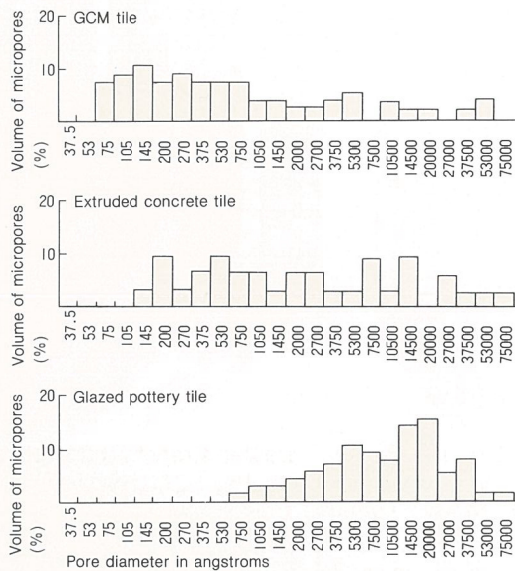 GCM tile
Volume of micropores
(%)
20
10
37.5 53 75 105 145 200 270 375 530 750 1050 1450 2000 2700 3750 5300 7500 10500 14500 20000 27000 37500 53000 75000
Extruded concrete tile
Volume of micropores
(%)
20
10
37.5 53 75 105 145 200 270 375 530 750 1050 1450 2000 2700 3750 5300 7500 10500 14500 20000 27000 37500 53000 75000
Glazed pottery tile
Volume of micropores
(%)
20
10
37.5 53 75 105 145 200 270 375 530 750 1050 1450 2000 2700 3750 5300 7500 10500 14500 20000 27000 37500 53000 75000
Pore diameter in angstroms